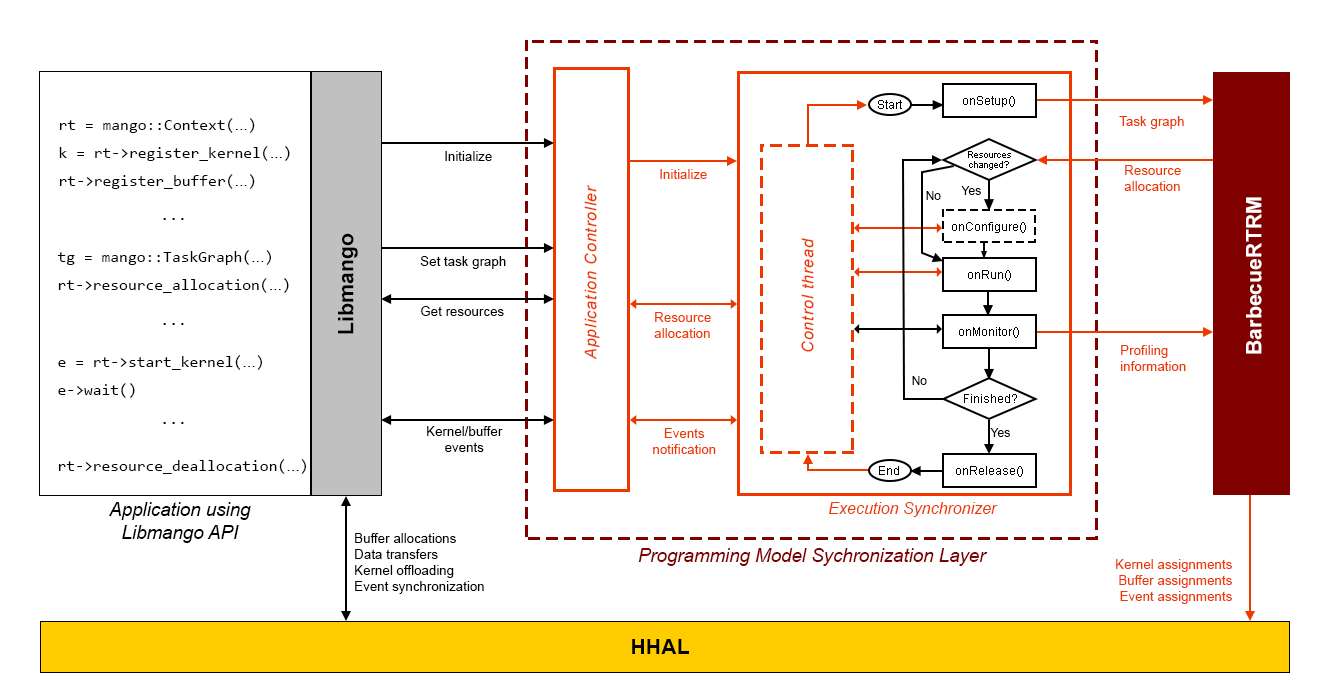 rt = mango::Context(...)
k = rt->register_kernel(...)
rt->register_buffer(...)
...
tg = mango::TaskGraph(...)
rt->resource_allocation(...)
...
e = rt->start_kernel(...)
e->wait()
...
rt->resource_deallocation(...)
Libmango
Application using
Libmango API
Initialize
Set task graph
Get resources
Kernel/buffer
events
Buffer allocations
Data transfers
Kernel offloading
Event synchronization
Application Controller
Initialize
Resource
allocation
Events
notification
Control thread
Start
onSetup()
Resources
changed?
No
Yes
onConfigure()
onRun()
onMonitor()
No
Finished?
Yes
End
onRelease()
Execution Synchronizer
Programming Model Sychronization Layer
Task graph
Resource
allocation
Profiling
information
BarbecueRTRM
Kernel assignments
Buffer assignments
Event assignments
HHAL